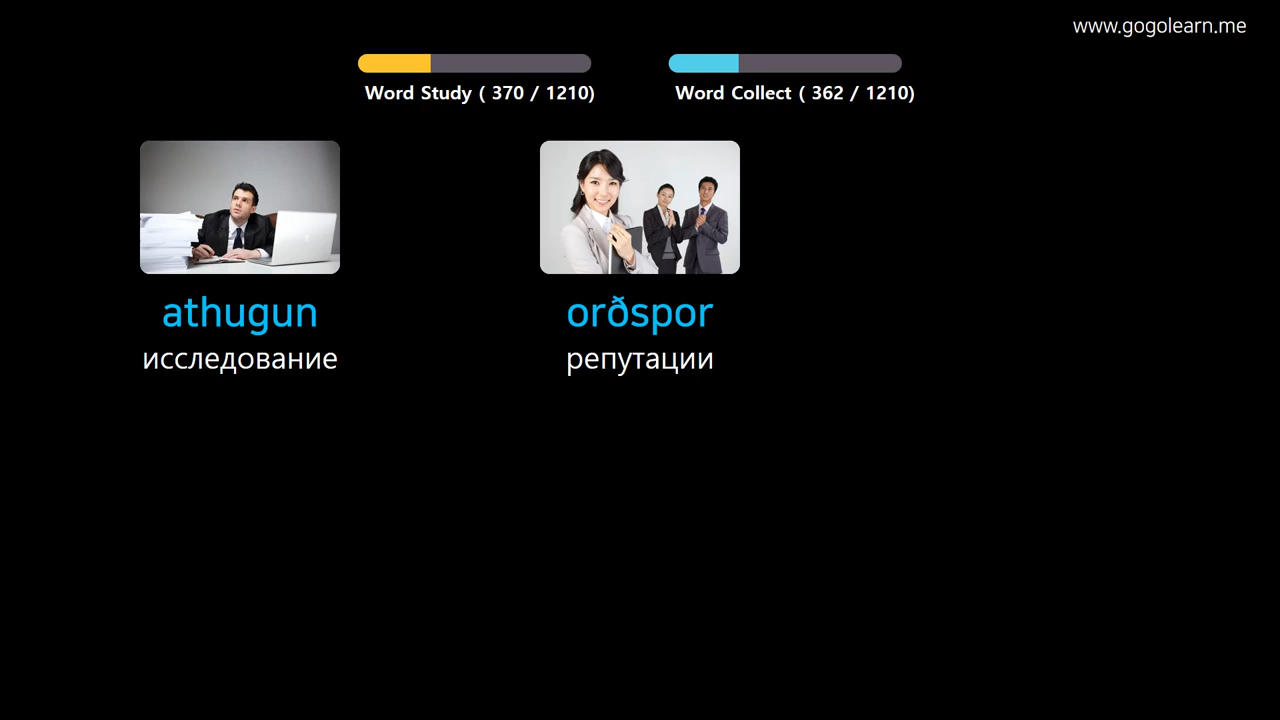 www.gogolearn.me
Word Study ( 370 / 1210)
Word Collect ( 362 / 1210)
athugun
исследование
orðspor
репутации